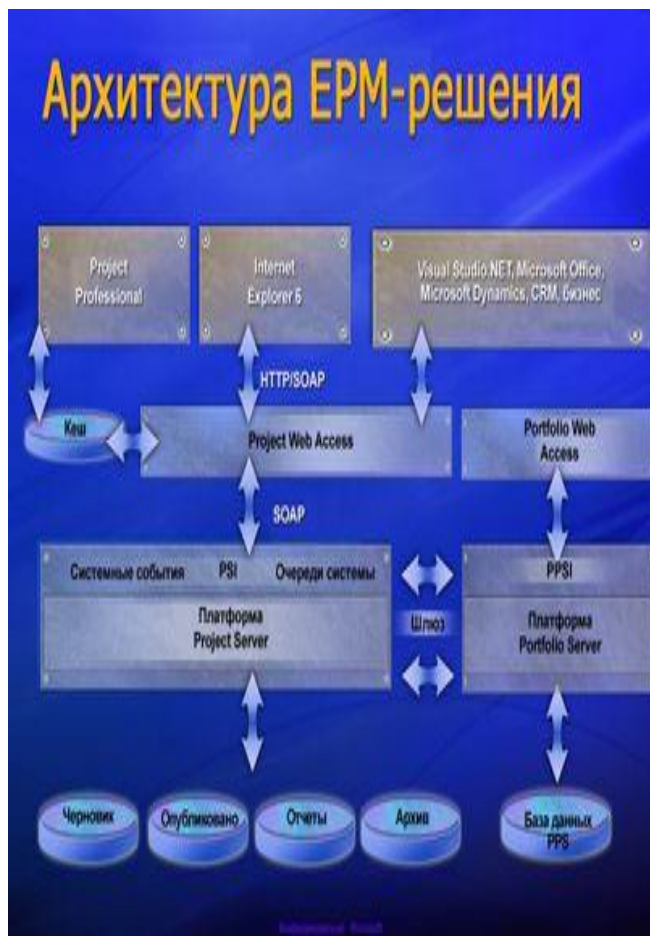 Архитектура EPM-решения
Project
Professional
Internet
Explorer 6
Visual Studio.NET, Microsoft Office,
Microsoft Dynamics, CRM, бизнес
HTTP/SOAP
Кеш
Project Web Access
Portfolio Web
Access
SOAP
Системные события PSI Очереди системы
PPSI
Платформа
Project Server
Шлюз
Платформа
Portfolio Server
Черновик
Опубликовано
Отчеты
Архив
База данных
PPS